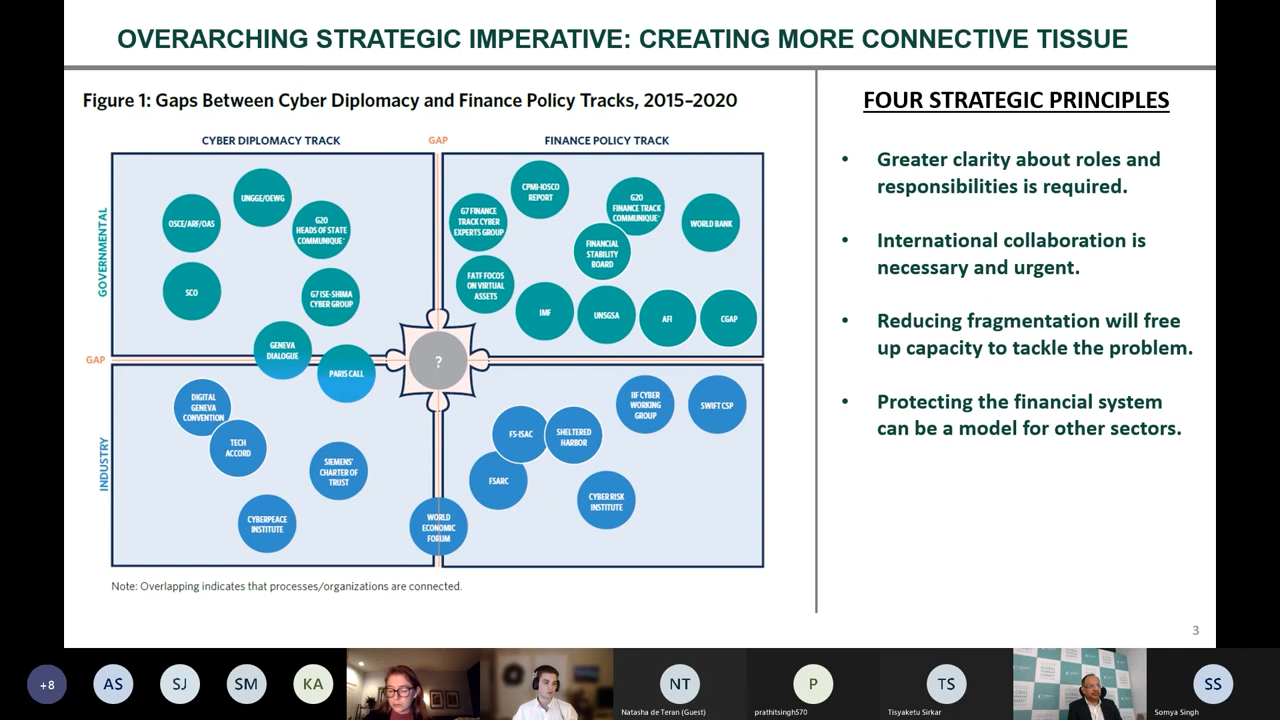 OVERARCHING STRATEGIC IMPERATIVE: CREATING MORE CONNECTIVE TISSUE
Figure 1: Gaps Between Cyber Diplomacy and Finance Policy Tracks, 2015–2020
CYBER DIPLOMACY TRACK
GAP
FINANCE POLICY TRACK
GOVERNMENTAL
UNGGE/OEWG
OSCE/ARF/OAS
G20
HEADS OF STATE
COMMUNIQUE*
SCO
G7 ISE-SHIMA
CYBER GROUP
GENEVA
DIALOGUE
PARIS CALL
CPMI-IOSCO
REPORT
G7 FINANCE
TRACK CYBER
EXPERTS GROUP
G20
FINANCE TRACK
COMMUNIQUE*
WORLD BANK
FINANCIAL
STABILITY
BOARD
FATF FOCOS
ON VIRTUAL
ASSETS
IMF
UNSGSA
AFI
CGAP
GAP
?
INDUSTRY
DIGITAL
GENEVA
CONVENTION
TECH
ACCORD
SIEMENS'
CHARTER OF
TRUST
CYBERPEACE
INSTITUTE
WORLD
ECONOMIC
FORUM
IIF CYBER
WORKING
GROUP
SWIFT CSP
FS-ISAC
SHELTERED
HARBOR
FSARC
CYBER RISK
INSTITUTE
Note: Overlapping indicates that processes/organizations are connected.
FOUR STRATEGIC PRINCIPLES
• Greater clarity about roles and
responsibilities is required.
• International collaboration is
necessary and urgent.
• Reducing fragmentation will free
up capacity to tackle the problem.
• Protecting the financial system
can be a model for other sectors.
3
+8
AS
SJ
SM
KA
NT
Natasha de Teran (Guest)
P
prathitsingh570
TS
Tisyaketu Sirkar
SS
Somya Singh